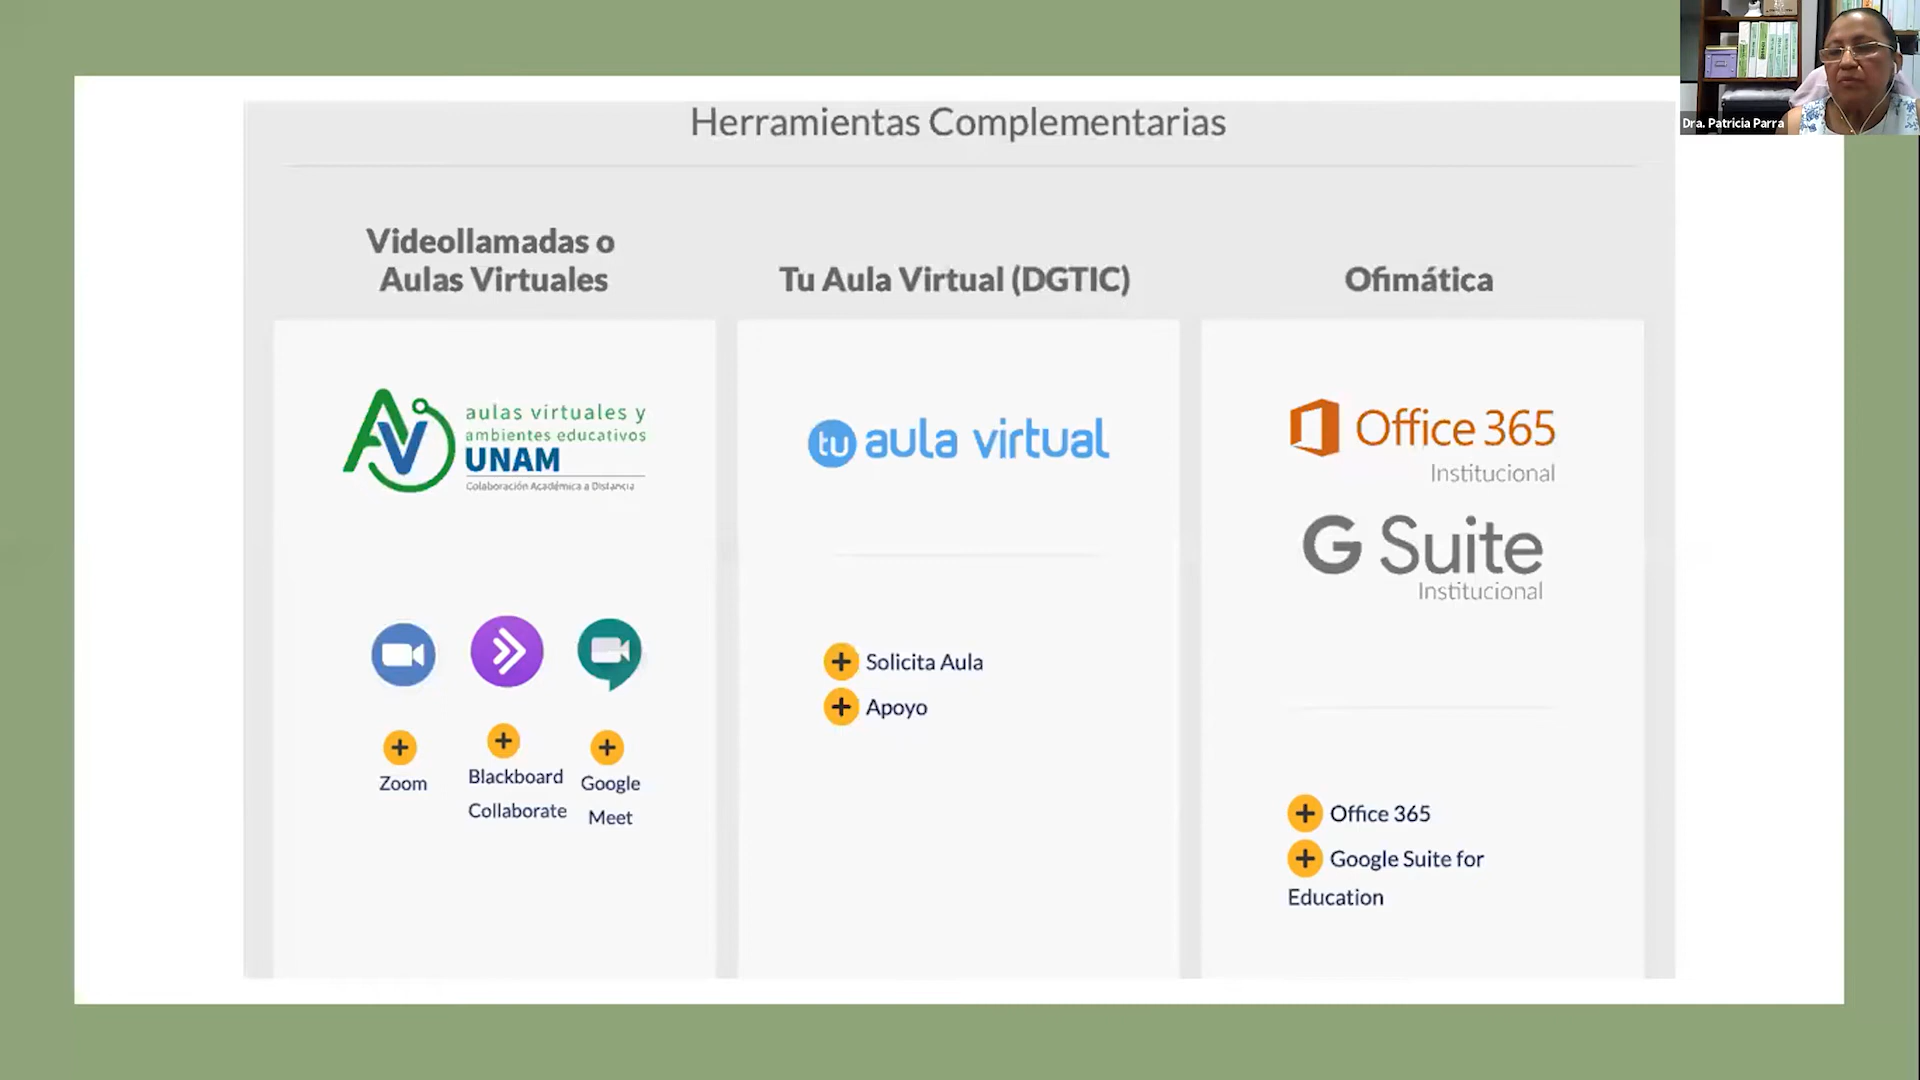 Herramientas Complementarias
Dra. Patricia Parra
Videollamadas o
Aulas Virtuales
AV
aulas virtuales y
ambientes educativos
UNAM
Colaboración Académica a Distancia
Zoom
Blackboard
Collaborate
Google
Meet
Tu Aula Virtual (DGTIC)
tu aula virtual
Solicita Aula
Apoyo
Ofimática
Office 365
Institucional
G Suite
Institucional
Office 365
Google Suite for
Education